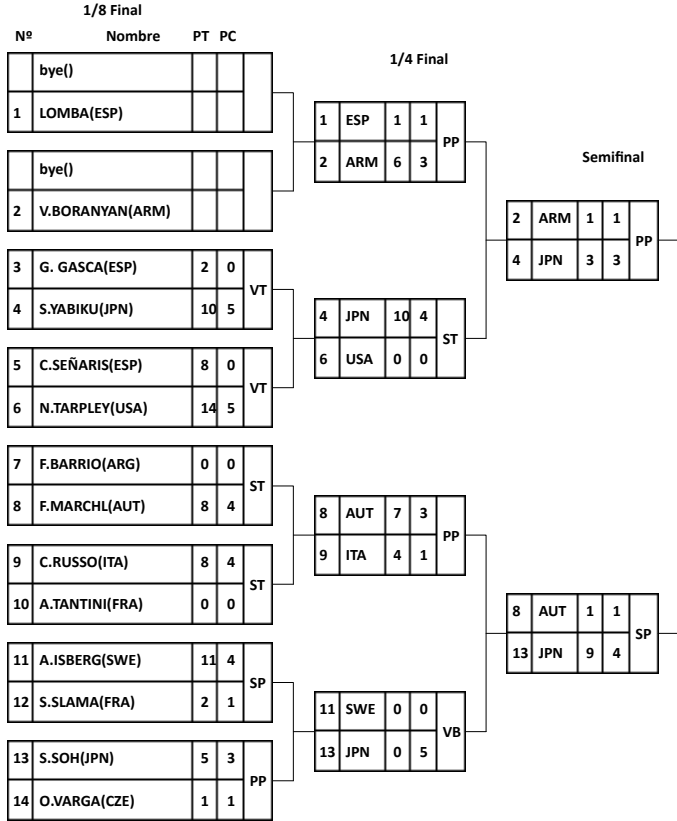 1/8 Final
Nº Nombre PT PC
bye()
1 LOMBA(ESP)
bye()
2 V.BORANYAN(ARM)
3 G. GASCA(ESP) 2 0
VT
4 S.YABIKU(JPN) 10 5
5 C.SEÑARIS(ESP) 8 0
VT
6 N.TARPLEY(USA) 14 5
7 F.BARRIO(ARG) 0 0
ST
8 F.MARCHL(AUT) 8 4
9 C.RUSSO(ITA) 8 4
ST
10 A.TANTINI(FRA) 0 0
11 A.ISBERG(SWE) 11 4
SP
12 S.SLAMA(FRA) 2 1
13 S.SOH(JPN) 5 3
PP
14 O.VARGA(CZE) 1 1
1/4 Final
1 ESP 1 1
PP
2 ARM 6 3
4 JPN 10 4
ST
6 USA 0 0
8 AUT 7 3
PP
9 ITA 4 1
11 SWE 0 0
VB
13 JPN 0 5
Semifinal
2 ARM 1 1
PP
4 JPN 3 3
8 AUT 1 1
SP
13 JPN 9 4